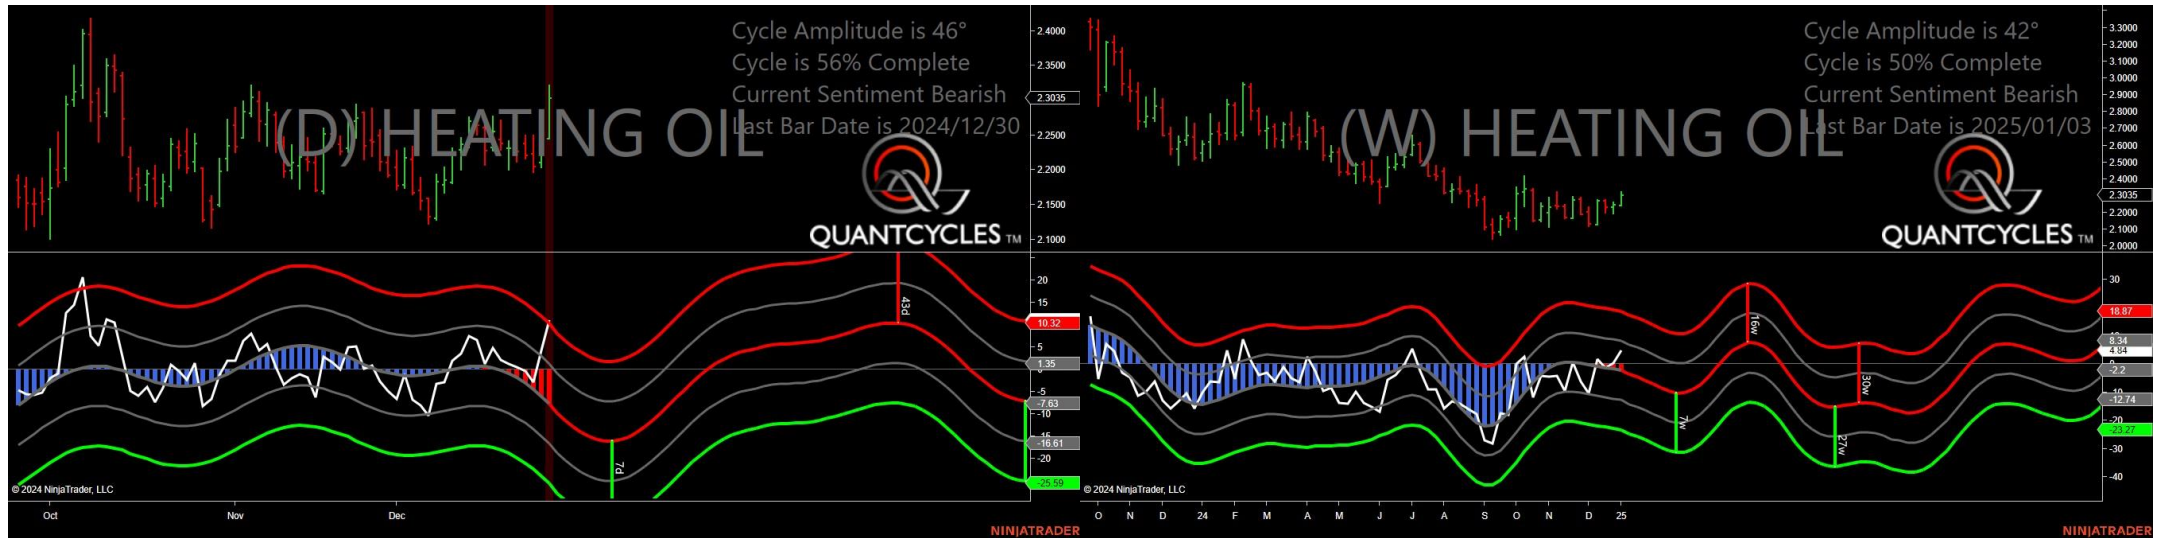 Cycle Amplitude is 46°
Cycle is 56% Complete
Current Sentiment Bearish
Last Bar Date is 2024/12/30
(D) HEATING OIL
QUANTCYCLES TM
2.4000
2.3500
2.3035
2.2500
2.2000
2.1500
2.1000
20
15
10.32
5
1.35
-5
-7.63
-10
-16.61
-20
-25.59
43d
7d
© 2024 NinjaTrader, LLC
Oct Nov Dec
NINJATRADER
Cycle Amplitude is 42°
Cycle is 50% Complete
Current Sentiment Bearish
Last Bar Date is 2025/01/03
(W) HEATING OIL
QUANTCYCLES TM
3.3000
3.2000
3.1000
3.0000
2.9000
2.8000
2.7000
2.6000
2.5000
2.4000
2.3035
2.2000
2.1000
2.0000
30
18.87
8.34
4.84
-2.2
-12.74
-20
-23.27
-30
-40
16w
30w
7w
27w
© 2024 NinjaTrader, LLC
O N D 24 F M A M J J A S O N D 25
NINJATRADER